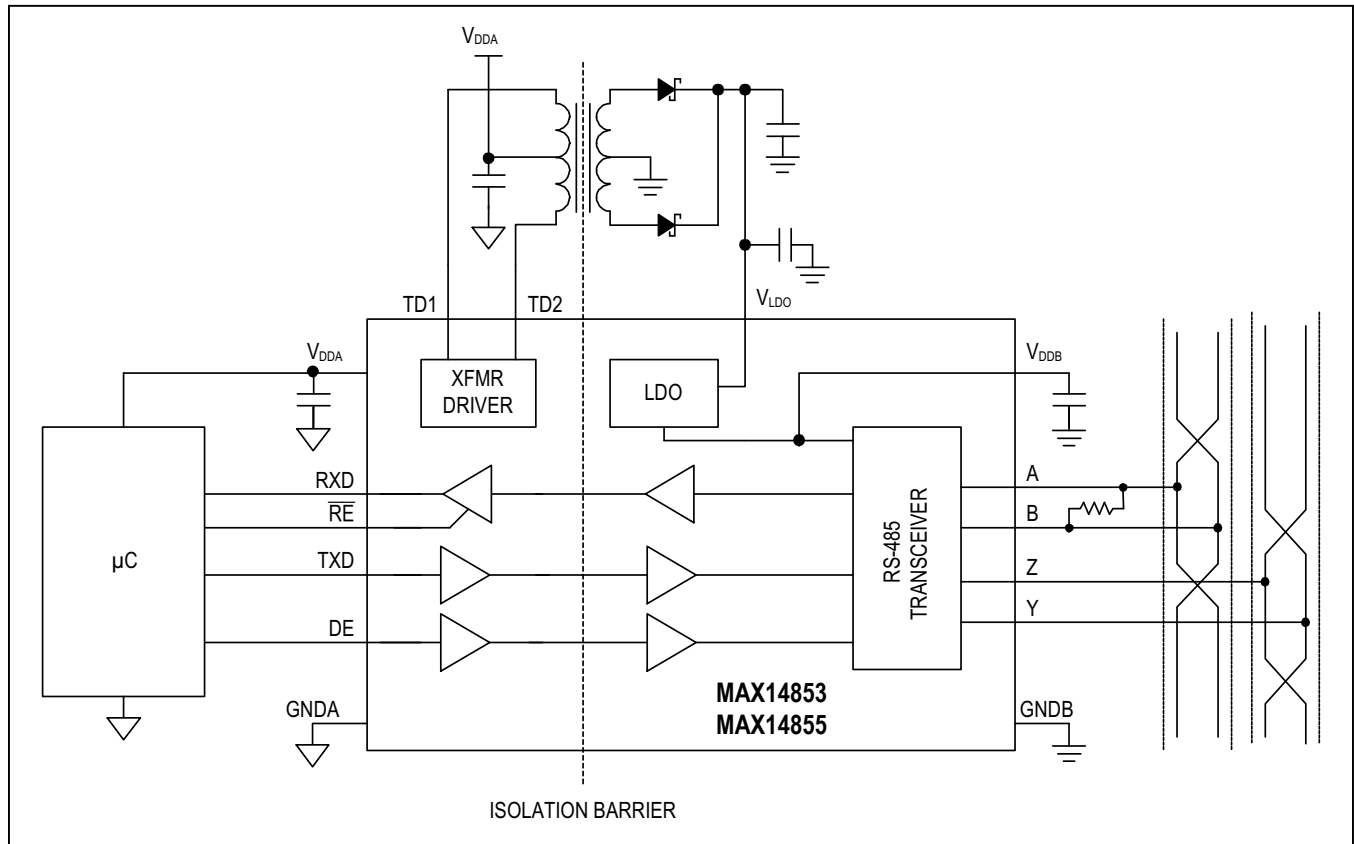 VDDA
TD1
TD2
VLDO
VDDA
XFMR
DRIVER
LDO
VDDB
RXD
RE
TXD
DE
µC
RS-485
TRANSCEIVER
A
B
Z
Y
MAX14853
MAX14855
GNDA
GNDB
ISOLATION BARRIER